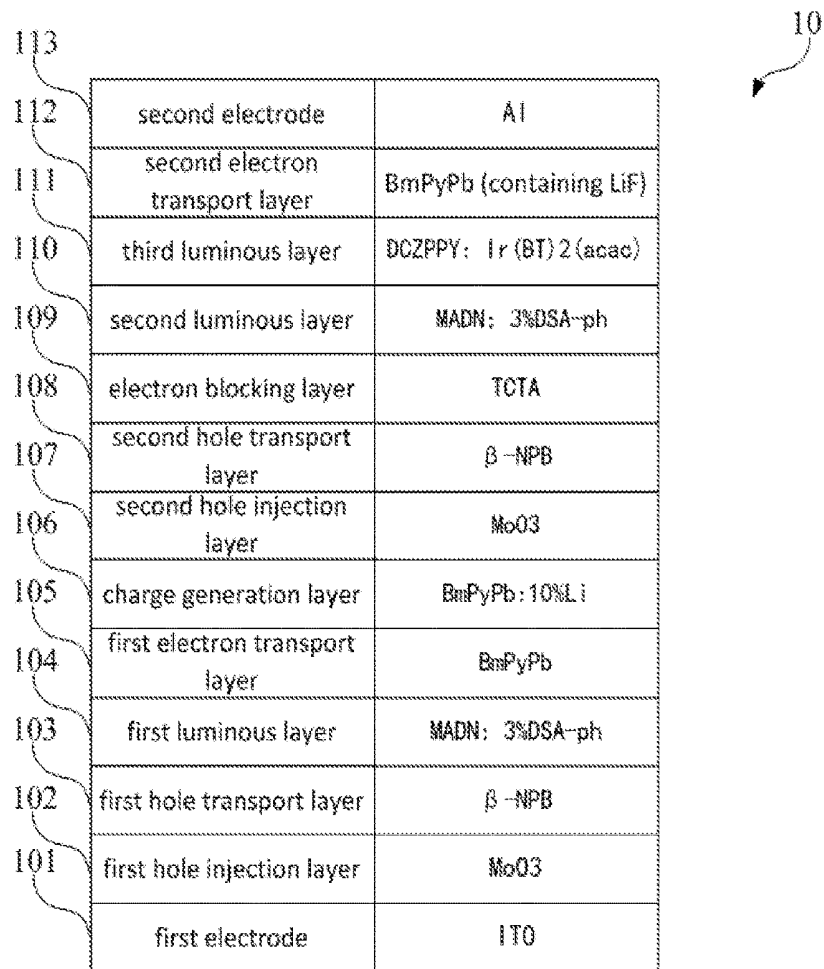 10
113
second electrode Al
112
second electron
transport layer
BmPyPb (containing LiF)
111
third luminous layer DCZPPY: Ir(BT)2(acac)
110
second luminous layer MADN: 3%DSA-ph
109
electron blocking layer TCTA
108
second hole transport
layer
β-NPB
107
second hole injection
layer
MoO3
106
charge generation layer BmPyPb:10%Li
105
first electron transport
layer
BmPyPb
104
first luminous layer MADN: 3%DSA-ph
103
first hole transport layer β-NPB
102
first hole injection layer MoO3
101
first electrode ITO